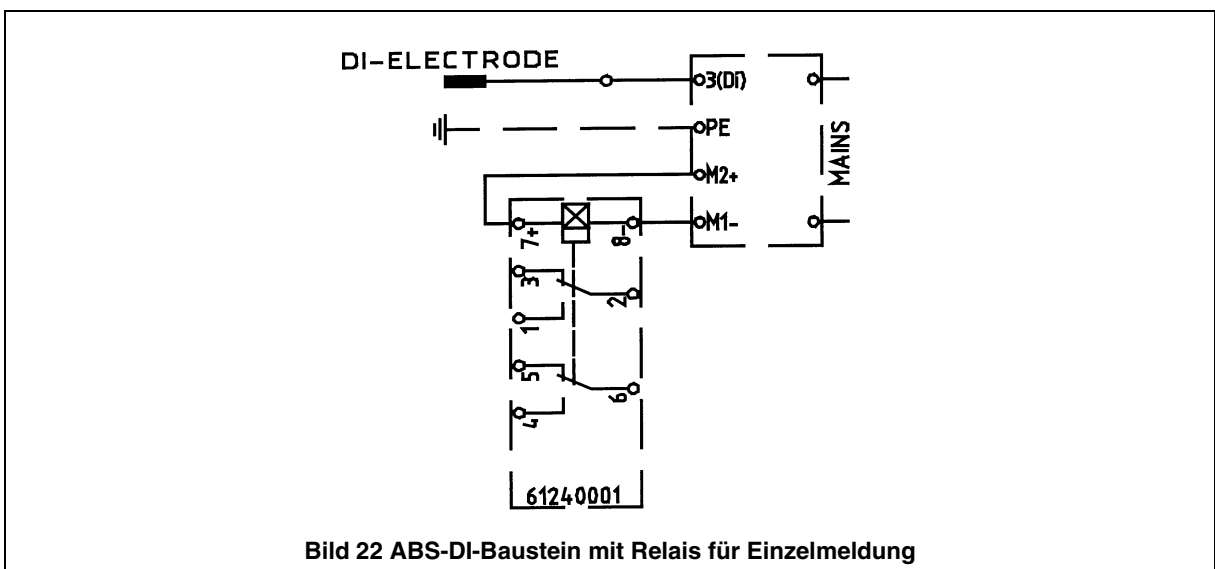 DI-ELECTRODE
3(Di)
PE
M2+
M1-
MAINS
7+
8-
3
2
1
5
6
4
61240001
Bild 22 ABS-DI-Baustein mit Relais für Einzelmeldung